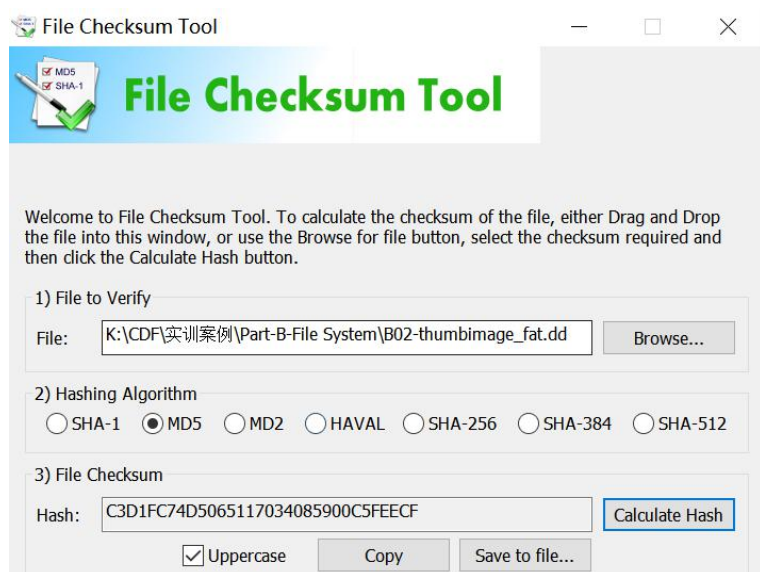 File Checksum Tool
MD5
SHA-1
File Checksum Tool
Welcome to File Checksum Tool. To calculate the checksum of the file, either Drag and Drop
the file into this window, or use the Browse for file button, select the checksum required and
then click the Calculate Hash button.
1) File to Verify
File: K:\CDF\实训案例\Part-B-File System\B02-thumbimage_fat.dd Browse...
2) Hashing Algorithm
SHA-1 MD5 MD2 HAVAL SHA-256 SHA-384 SHA-512
3) File Checksum
Hash: C3D1FC74D5065117034085900C5FEECF Calculate Hash
Uppercase Copy Save to file...